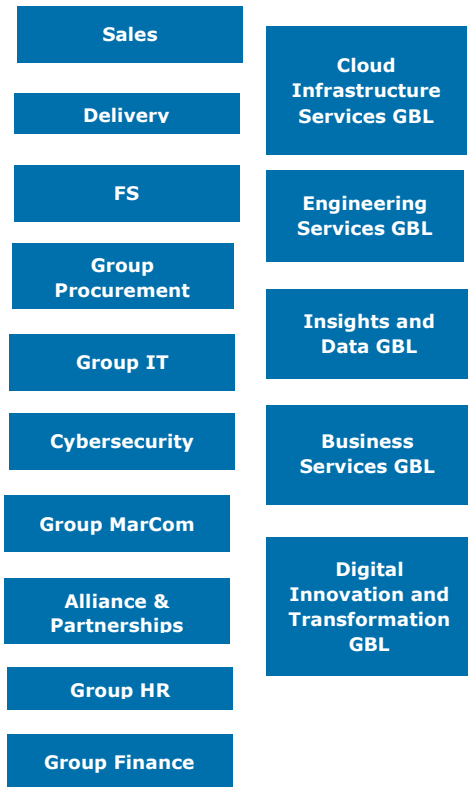 Sales
Delivery
FS
Group
Procurement
Group IT
Cybersecurity
Group MarCom
Alliance &
Partnerships
Group HR
Group Finance
Cloud
Infrastructure
Services GBL
Engineering
Services GBL
Insights and
Data GBL
Business
Services GBL
Digital
Innovation and
Transformation
GBL